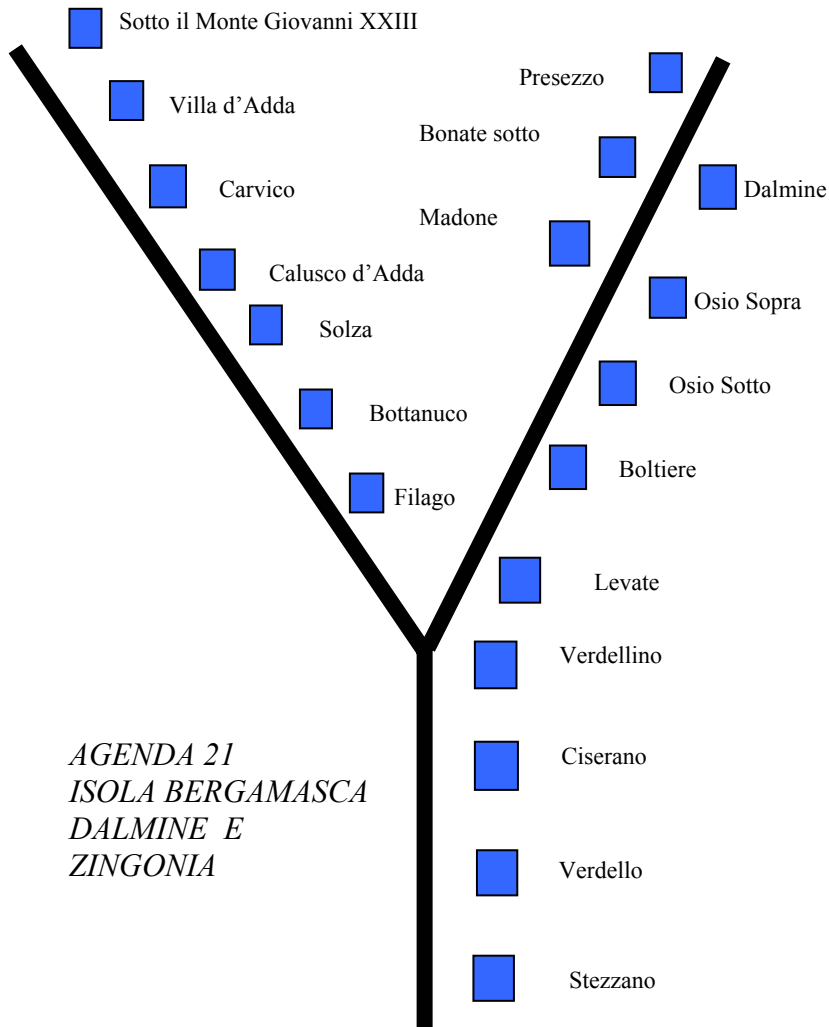 Sotto il Monte Giovanni XXIII
Villa d'Adda
Carvico
Calusco d'Adda
Solza
Bottanuco
Filago
Presezzo
Bonate sotto
Madone
Dalmine
Osio Sopra
Osio Sotto
Boltiere
Levate
Verdellino
Ciserano
Verdello
Stezzano
AGENDA 21
ISOLA BERGAMASCA
DALMINE E
ZINGONIA